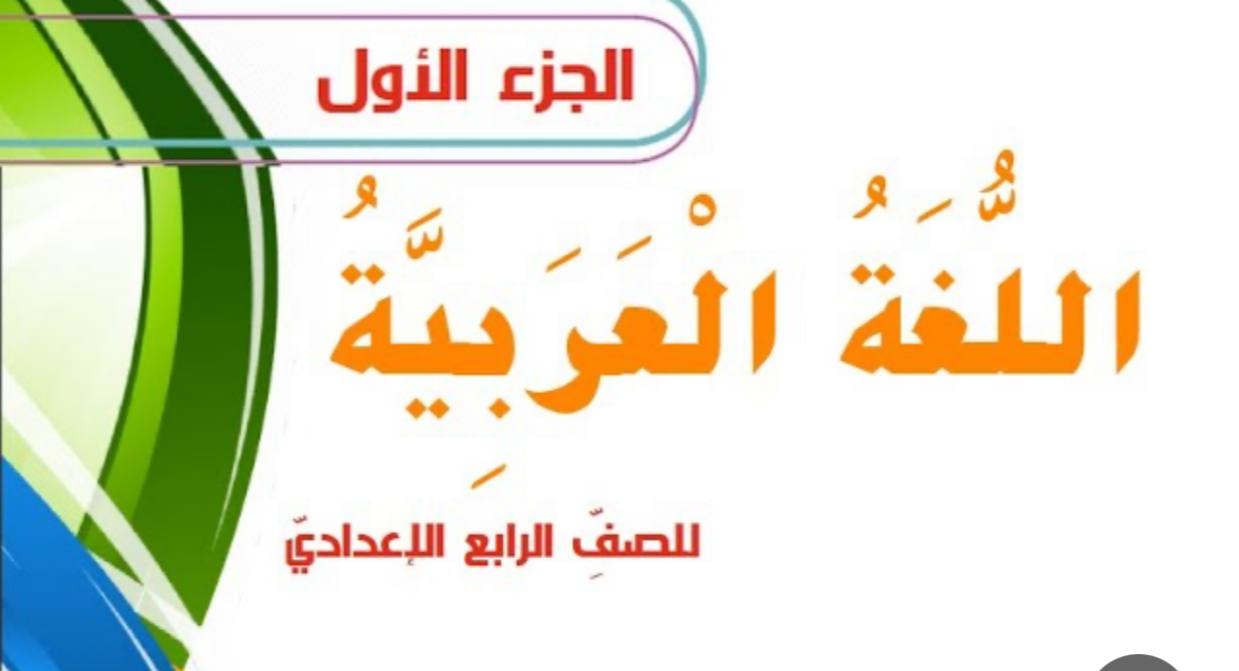 الجزء الأول
اللُّغَةُ الْعَرَبِيَّةُ
للصفِّ الرابع الإعداديّ